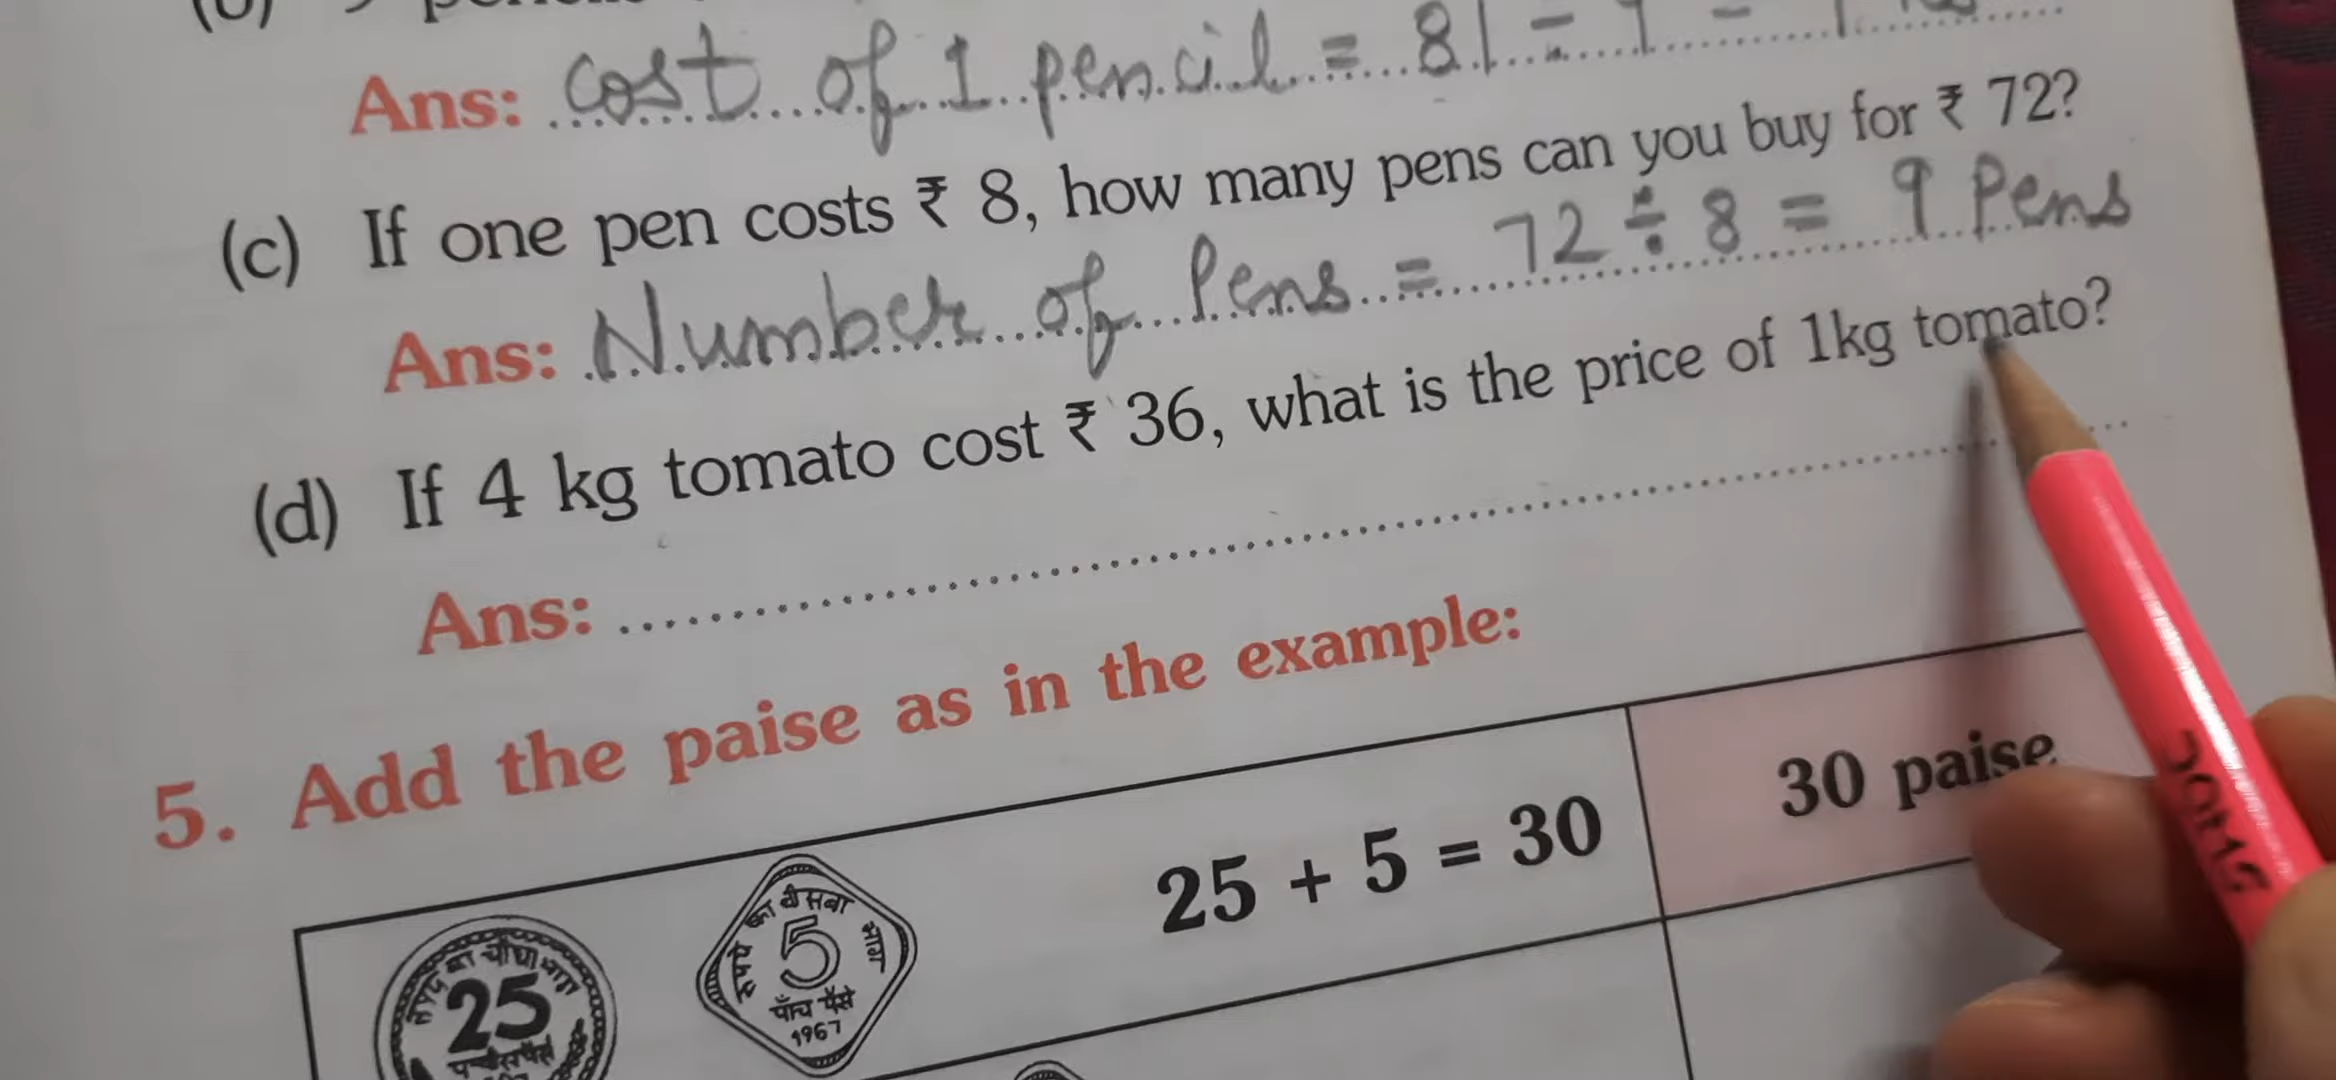 (b)
Ans: cost of 1 pencil = 81 ÷
(c) If one pen costs ₹ 8, how many pens can you buy for ₹ 72?
Ans: Number of Pens = 72 ÷ 8 = 9 Pens
(d) If 4 kg tomato cost ₹ 36, what is the price of 1kg tomato?
Ans:
5. Add the paise as in the example:
25 5 25 + 5 = 30 30 paise
रुपये का बीसवां भाग
पाँच पैसे
1967